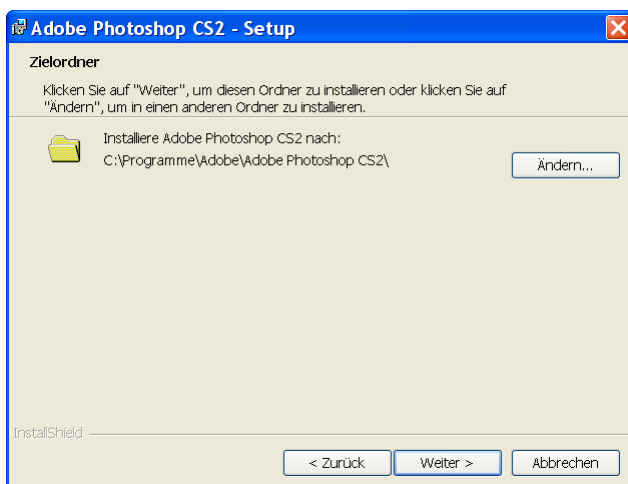 Adobe Photoshop CS2 - Setup
Zielordner
Klicken Sie auf "Weiter", um diesen Ordner zu installieren oder klicken Sie auf
"Ändern", um in einen anderen Ordner zu installieren.
Installiere Adobe Photoshop CS2 nach:
C:\Programme\Adobe\Adobe Photoshop CS2\
Ändern...
InstallShield
< Zurück
Weiter >
Abbrechen